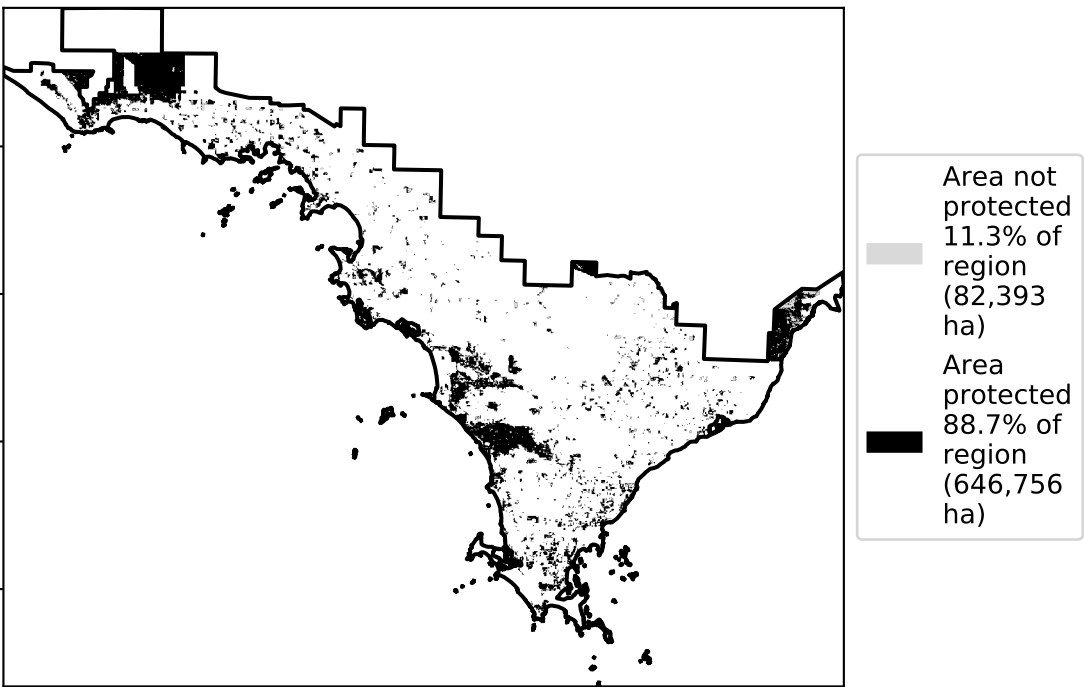 Area not
protected
11.3% of
region
(82,393
ha)
Area
protected
88.7% of
region
(646,756
ha)